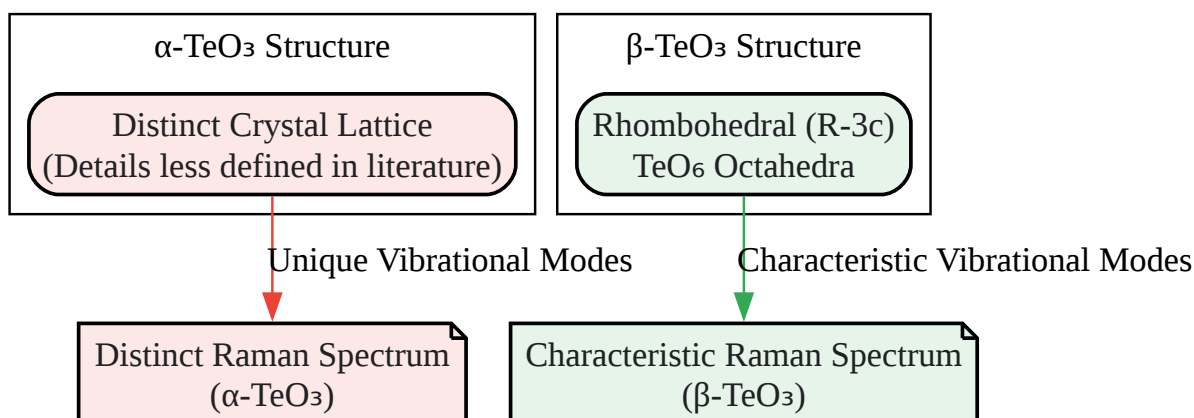 α-TeO₃ Structure
Distinct Crystal Lattice
(Details less defined in literature)
β-TeO₃ Structure
Rhombohedral (R-3c)
TeO₆ Octahedra
Unique Vibrational Modes
Characteristic Vibrational Modes
Distinct Raman Spectrum
(α-TeO₃)
Characteristic Raman Spectrum
(β-TeO₃)